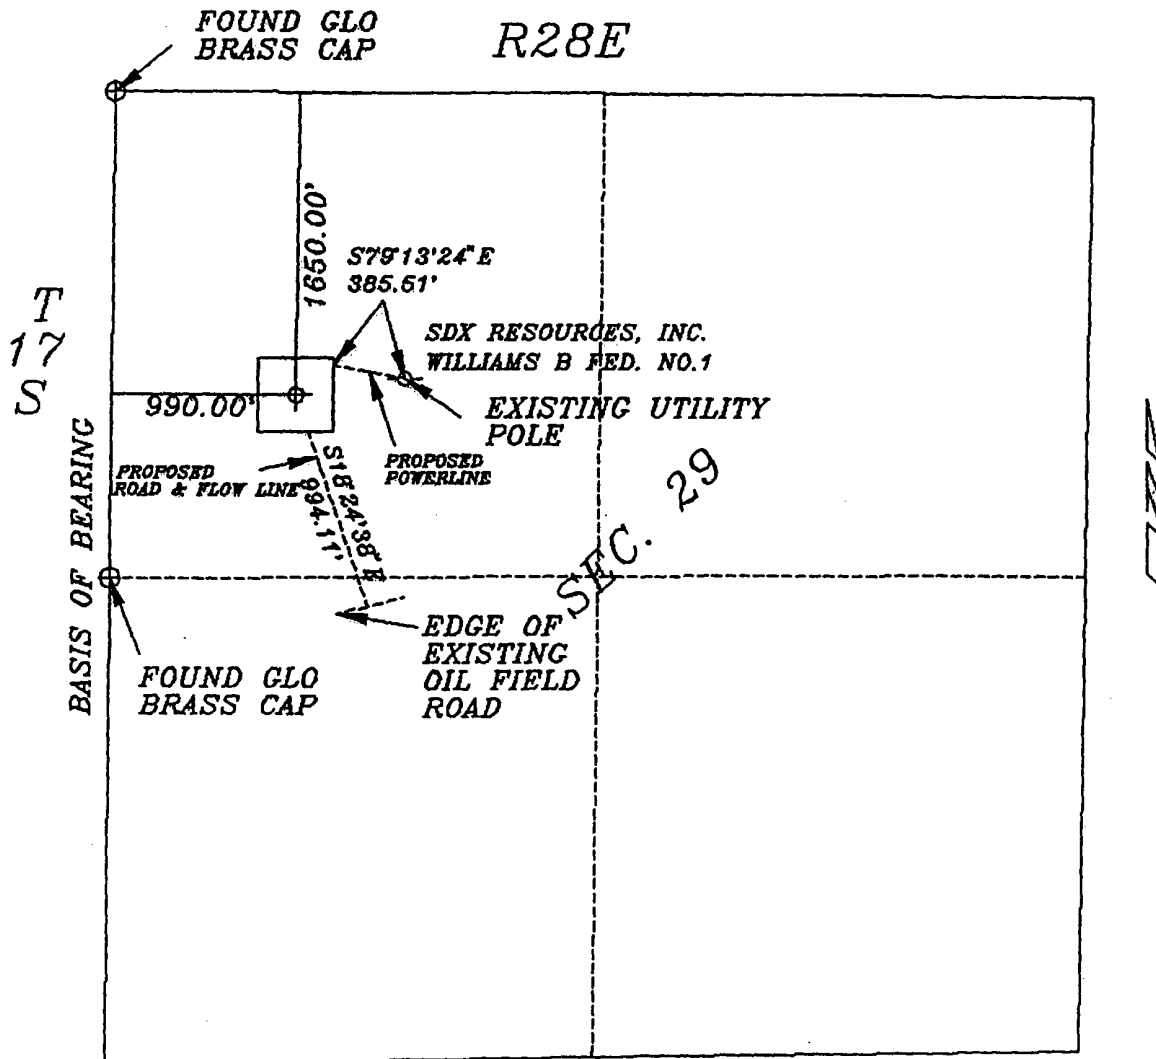 FOUND GLO
BRASS CAP
R28E
1650.00'
S79°13'24"E
385.51'
T
17
S
SDX RESOURCES, INC.
WILLIAMS B FED. NO.1
990.00'
EXISTING UTILITY
POLE
PROPOSED
POWERLINE
PROPOSED
ROAD & FLOW LINE
S18°24'38"E
994.11'
SEC. 29
BASIS OF BEARING
EDGE OF
EXISTING
OIL FIELD
ROAD
FOUND GLO
BRASS CAP